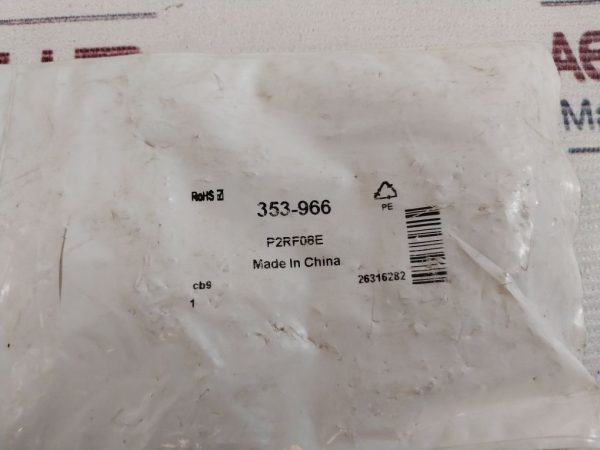 RoHS
353-966
PE
P2RF08E
Made In China
26316282
cb9
1
Ma